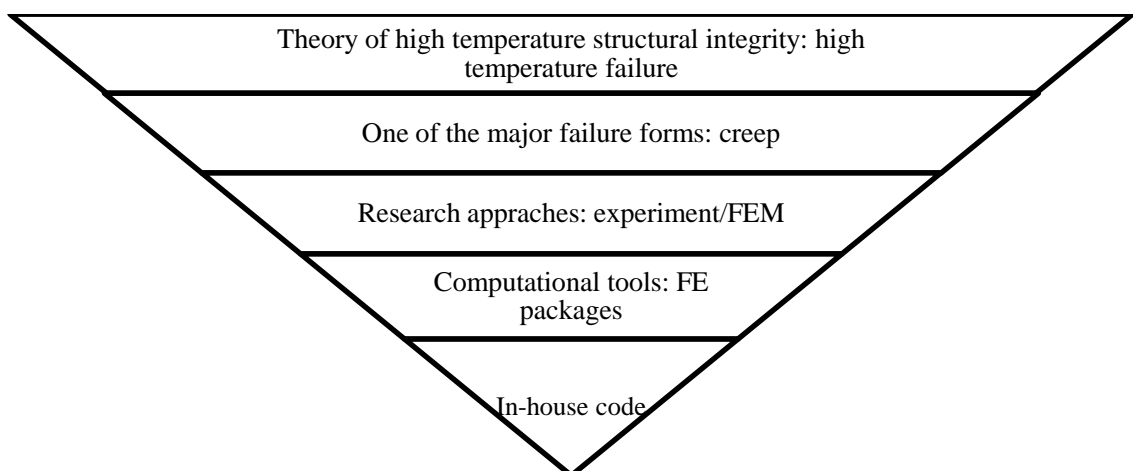 Theory of high temperature structural integrity: high
temperature failure
One of the major failure forms: creep
Research appraches: experiment/FEM
Computational tools: FE
packages
In-house code